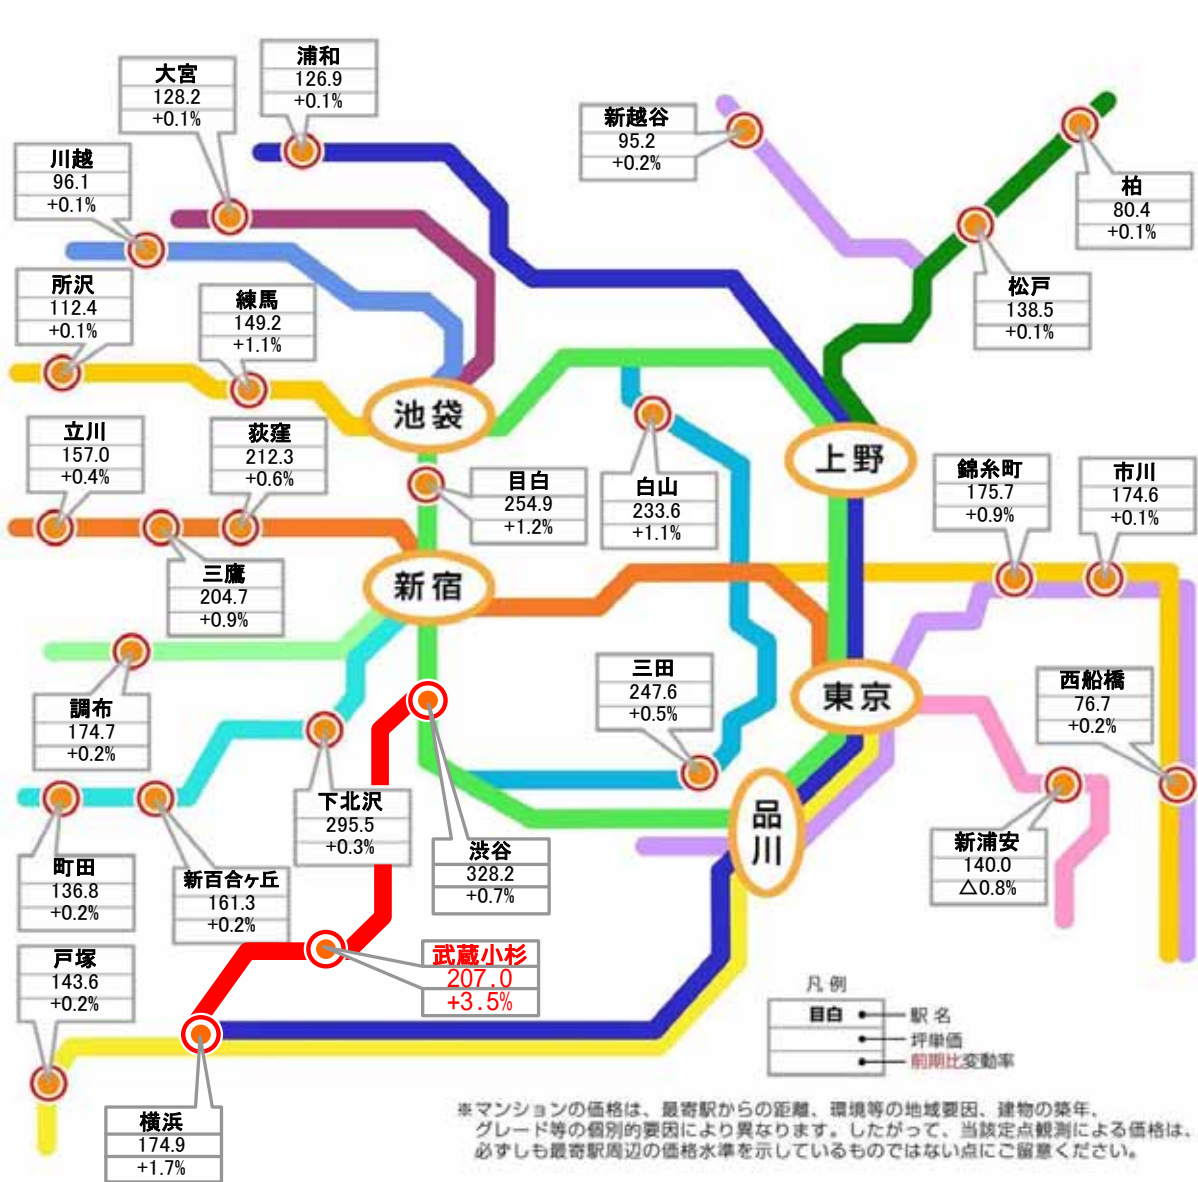 浦和
126.9
+0.1%
大宮
128.2
+0.1%
新越谷
95.2
+0.2%
川越
96.1
+0.1%
柏
80.4
+0.1%
所沢
112.4
+0.1%
練馬
149.2
+1.1%
松戸
138.5
+0.1%
池袋
上野
立川
157.0
+0.4%
荻窪
212.3
+0.6%
目白
254.9
+1.2%
白山
233.6
+1.1%
錦糸町
175.7
+0.9%
市川
174.6
+0.1%
三鷹
204.7
+0.9%
新宿
調布
174.7
+0.2%
三田
247.6
+0.5%
東京
西船橋
76.7
+0.2%
下北沢
295.5
+0.3%
渋谷
328.2
+0.7%
品川
新浦安
140.0
△0.8%
町田
136.8
+0.2%
新百合ヶ丘
161.3
+0.2%
戸塚
143.6
+0.2%
武蔵小杉
207.0
+3.5%
横浜
174.9
+1.7%
凡例
目白
駅名
坪単価
前期比変動率
※マンションの価格は、最寄駅からの距離、環境等の地域要因、建物の築年、
グレード等の個別的要因により異なります。したがって、当該定点観測による価格は、
必ずしも最寄駅周辺の価格水準を示しているものではない点にご留意ください。